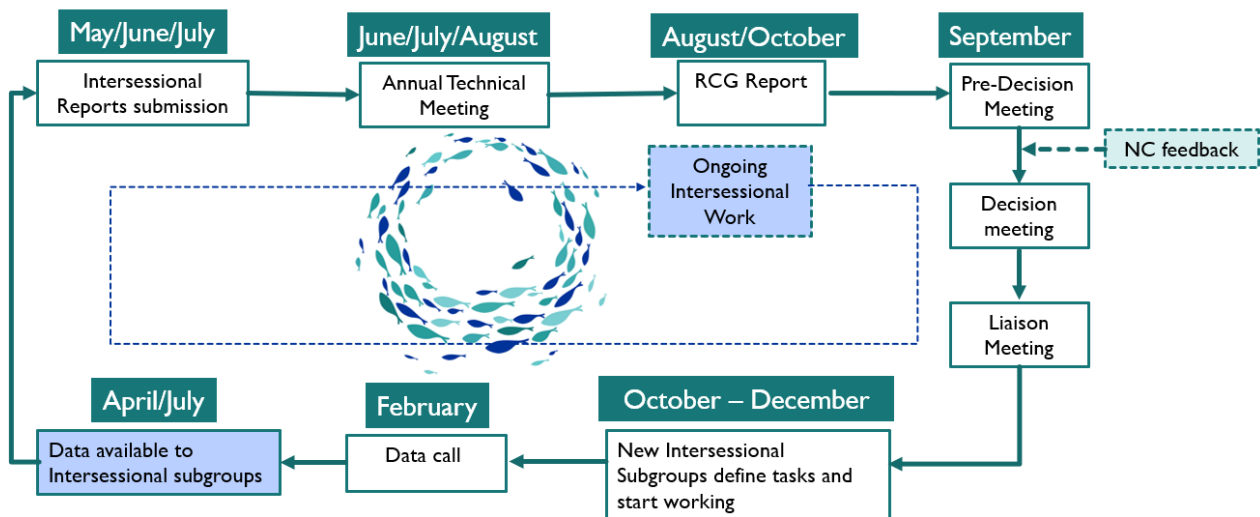 May/June/July
Intersessional
Reports submission
June/July/August
Annual Technical
Meeting
August/October
RCG Report
September
Pre-Decision
Meeting
NC feedback
Ongoing
Intersessional
Work
Decision
meeting
Liaison
Meeting
April/July
Data available to
Intersessional subgroups
February
Data call
October – December
New Intersessional
Subgroups define tasks and
start working